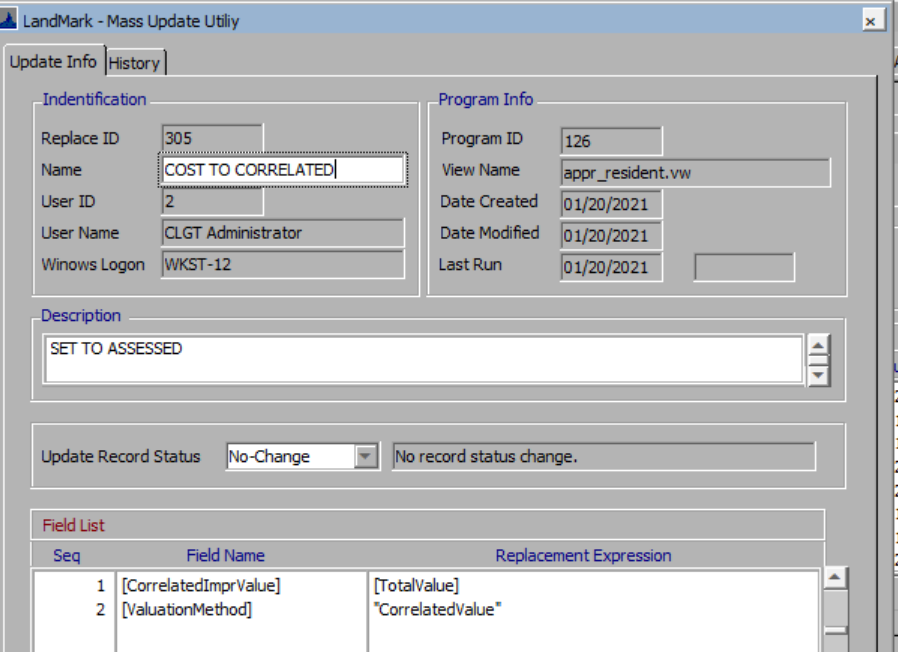 LandMark - Mass Update Utiliy
Update Info History
Indentification
Replace ID 305
Name COST TO CORRELATED
User ID 2
User Name CLGT Administrator
Winows Logon WKST-12
Program Info
Program ID 126
View Name appr_resident.vw
Date Created 01/20/2021
Date Modified 01/20/2021
Last Run 01/20/2021
Description
SET TO ASSESSED
Update Record Status No-Change No record status change.
Field List
Seq Field Name Replacement Expression
1 [CorrelatedImprValue] [TotalValue]
2 [ValuationMethod] "CorrelatedValue"